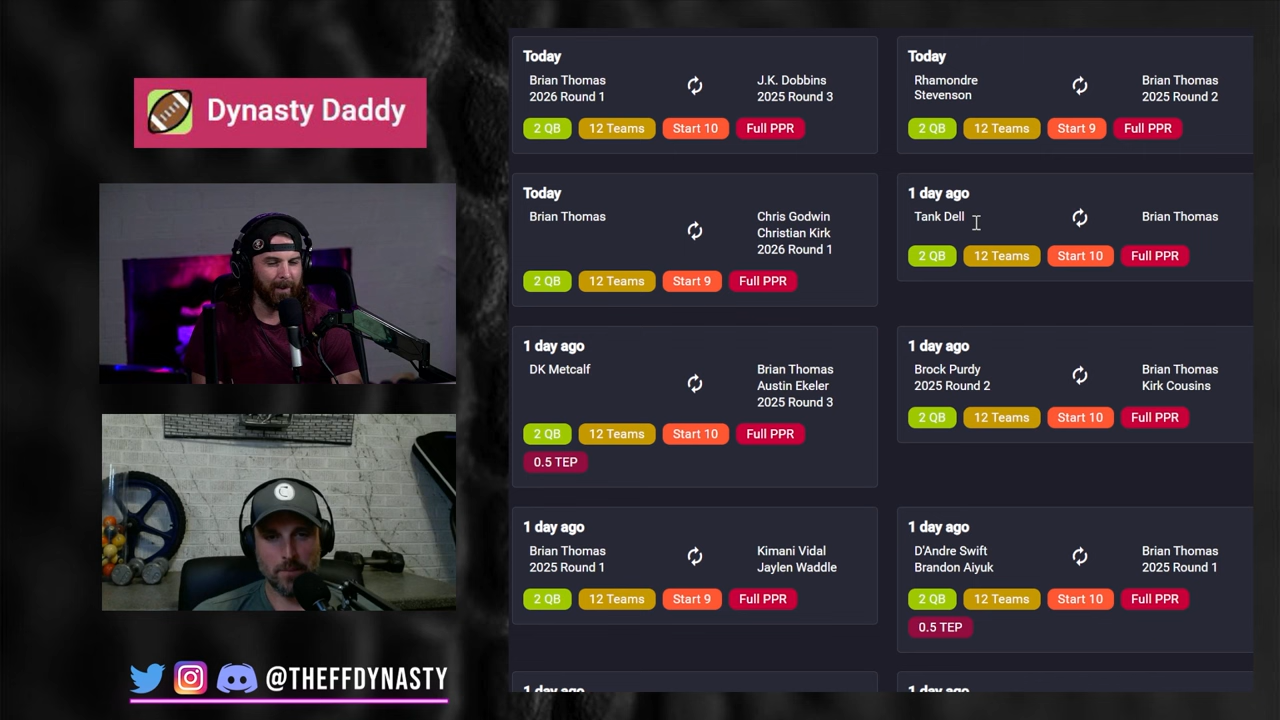 Dynasty Daddy
@THEFFDYNASTY
Today
Brian Thomas
2026 Round 1
J.K. Dobbins
2025 Round 3
2 QB
12 Teams
Start 10
Full PPR
Today
Rhamondre
Stevenson
Brian Thomas
2025 Round 2
2 QB
12 Teams
Start 9
Full PPR
Today
Brian Thomas
Chris Godwin
Christian Kirk
2026 Round 1
2 QB
12 Teams
Start 9
Full PPR
1 day ago
Tank Dell
Brian Thomas
2 QB
12 Teams
Start 10
Full PPR
1 day ago
DK Metcalf
Brian Thomas
Austin Ekeler
2025 Round 3
2 QB
12 Teams
Start 10
Full PPR
0.5 TEP
1 day ago
Brock Purdy
2025 Round 2
Brian Thomas
Kirk Cousins
2 QB
12 Teams
Start 10
Full PPR
1 day ago
Brian Thomas
2025 Round 1
Kimani Vidal
Jaylen Waddle
2 QB
12 Teams
Start 9
Full PPR
1 day ago
D'Andre Swift
Brandon Aiyuk
Brian Thomas
2025 Round 1
2 QB
12 Teams
Start 10
Full PPR
0.5 TEP
1 day ago
1 day ago